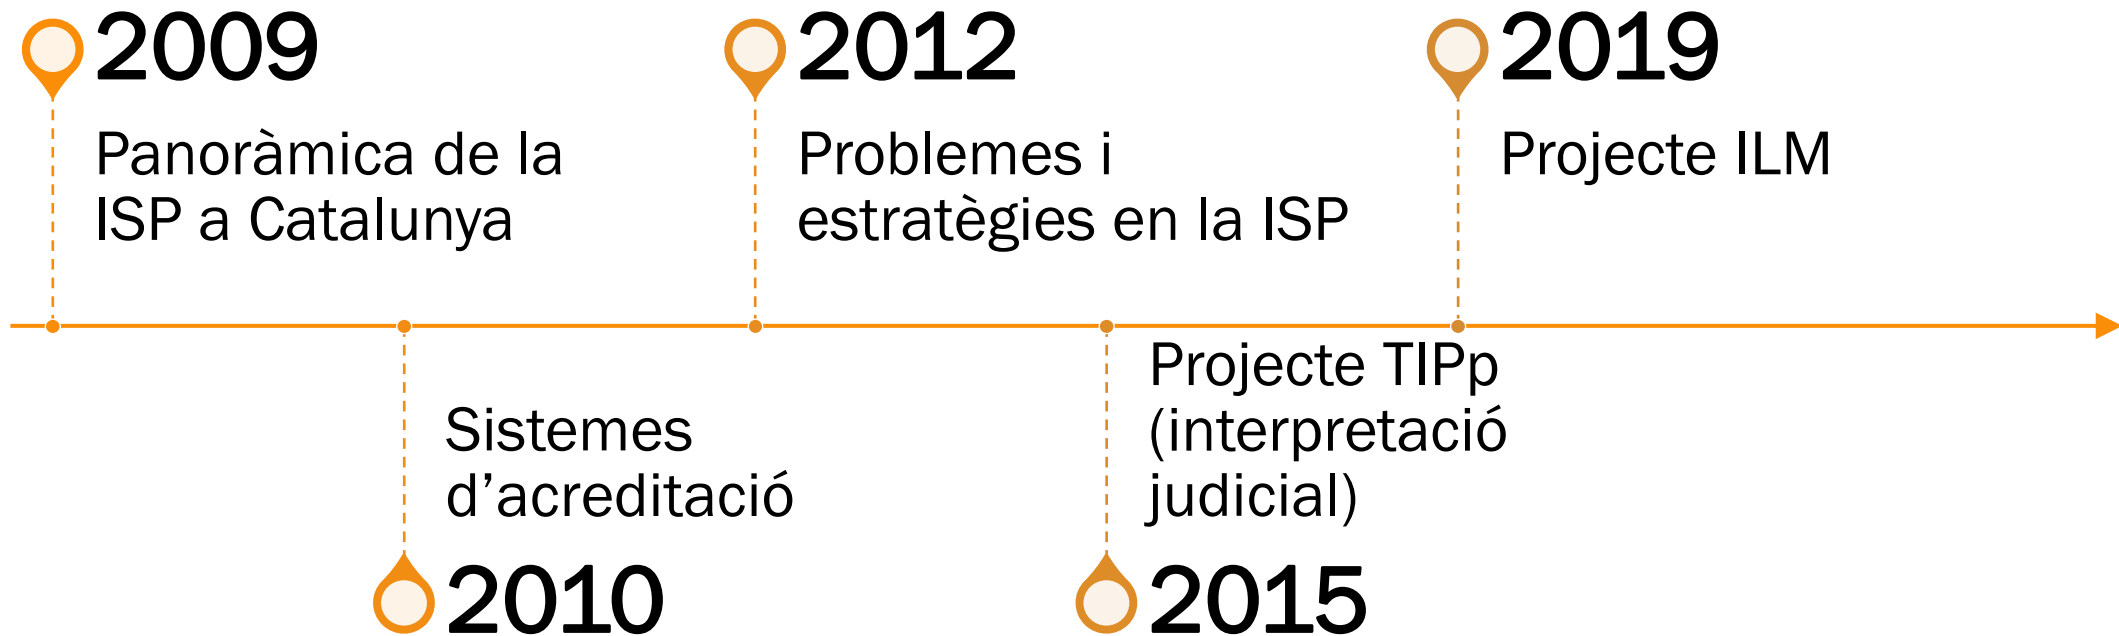 2009
Panoràmica de la
ISP a Catalunya
Sistemes
d’acreditació
2010
2012
Problemes i
estratègies en la ISP
Projecte TIPp
(interpretació
judicial)
2015
2019
Projecte ILM